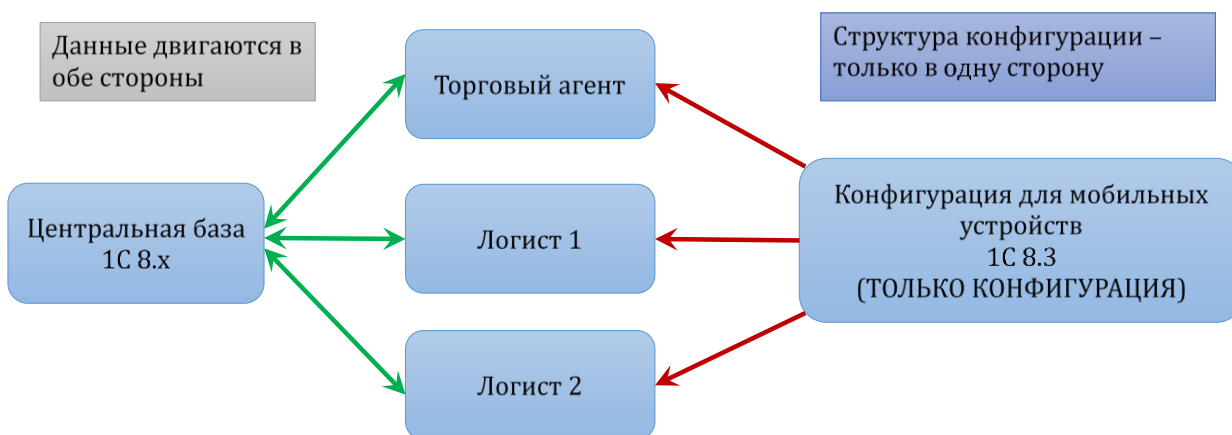 Данные двигаются в
обе стороны
Торговый агент
Структура конфигурации –
только в одну сторону
Центральная база
1С 8.x
Логист 1
Конфигурация для мобильных
устройств
1С 8.3
(ТОЛЬКО КОНФИГУРАЦИЯ)
Логист 2